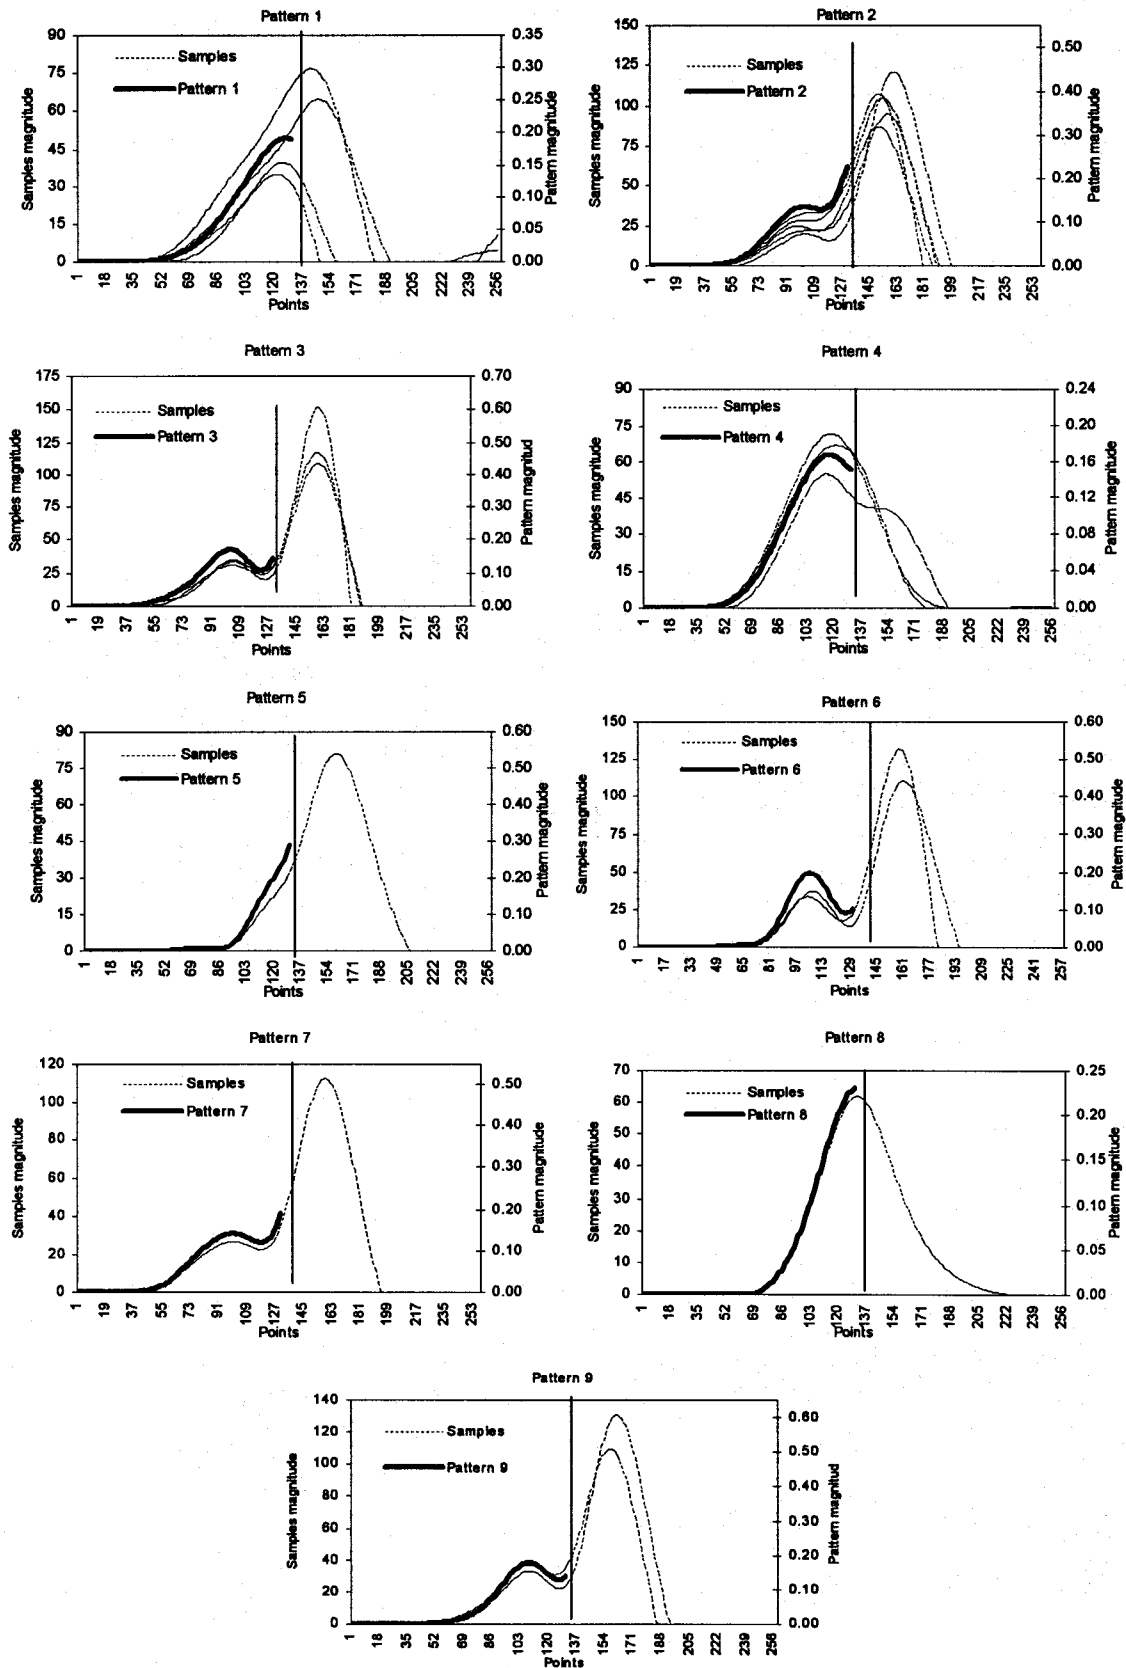 Pattern 1
90 75 60 45 30 15 0
Samples magnitude
Samples
Pattern 1
0.35 0.30 0.25 0.20 0.15 0.10 0.05 0.00
Pattern magnitude
1 18 35 52 69 86 103 120 137 154 171 188 205 222 239 256
Points
Pattern 2
150 125 100 75 50 25 0
Samples magnitude
Samples
Pattern 2
0.50 0.40 0.30 0.20 0.10 0.00
Pattern magnitude
1 19 37 55 73 91 109 127 145 163 181 199 217 235 253
Points
Pattern 3
175 150 125 100 75 50 25 0
Samples magnitude
Samples
Pattern 3
0.70 0.60 0.50 0.40 0.30 0.20 0.10 0.00
Pattern magnitud
1 19 37 55 73 91 109 127 145 163 181 199 217 235 253
Points
Pattern 4
90 75 60 45 30 15 0
Samples magnitude
Samples
Pattern 4
0.24 0.20 0.16 0.12 0.08 0.04 0.00
Pattern magnitude
1 18 35 52 69 86 103 120 137 154 171 188 205 222 239 256
Points
Pattern 5
90 75 60 45 30 15 0
Samples magnitude
Samples
Pattern 5
0.60 0.50 0.40 0.30 0.20 0.10 0.00
Pattern magnitude
1 18 35 52 69 86 103 120 137 154 171 188 205 222 239 256
Points
Pattern 6
150 125 100 75 50 25 0
Samples magnitude
Samples
Pattern 6
0.60 0.50 0.40 0.30 0.20 0.10 0.00
Pattern magnitude
1 17 33 49 65 81 97 113 129 145 161 177 193 209 225 241 257
Points
Pattern 7
120 100 80 60 40 20 0
Samples magnitude
Samples
Pattern 7
0.50 0.40 0.30 0.20 0.10 0.00
Pattern magnitude
1 19 37 55 73 91 109 127 145 163 181 199 217 235 253
Points
Pattern 8
70 60 50 40 30 20 10 0
Samples magnitude
Samples
Pattern 8
0.25 0.20 0.15 0.10 0.05 0.00
Pattern magnitude
1 18 35 52 69 86 103 120 137 154 171 188 205 222 239 256
Points
Pattern 9
140 120 100 80 60 40 20 0
Samples magnitude
Samples
Pattern 9
0.60 0.50 0.40 0.30 0.20 0.10 0.00
Pattern magnitud
1 18 35 52 69 86 103 120 137 154 171 188 205 222 239 256
Points